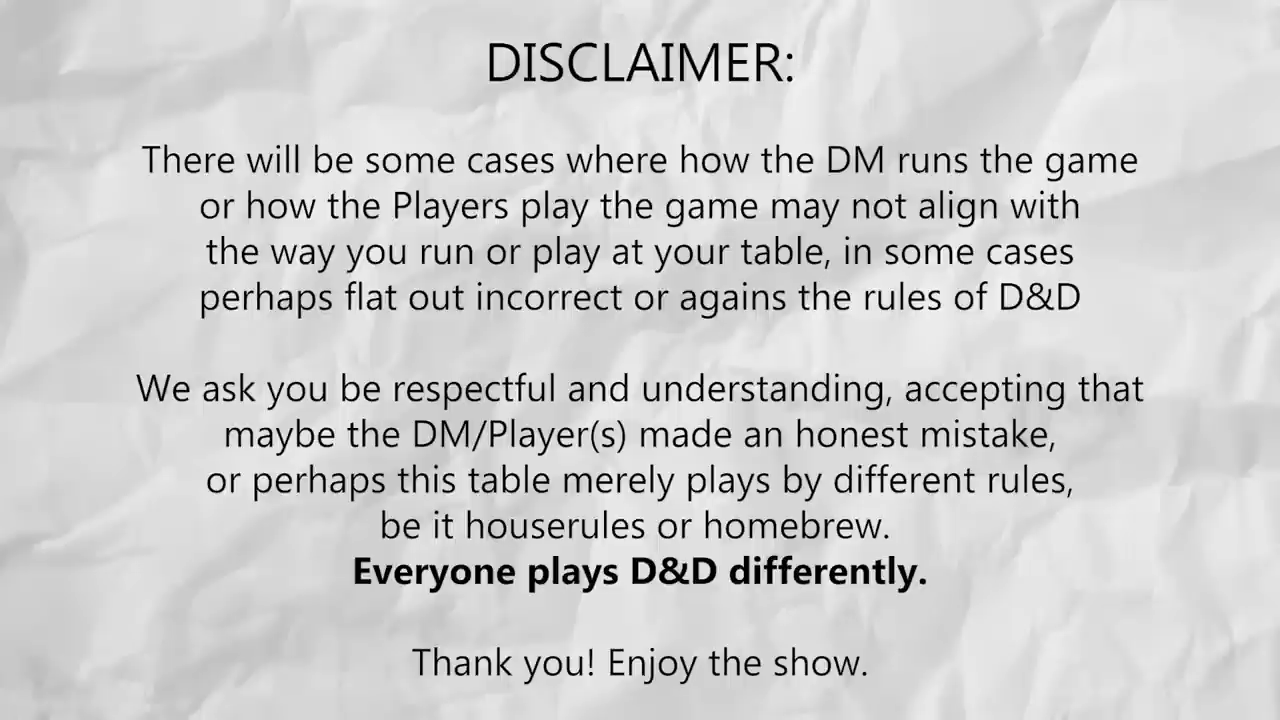 DISCLAIMER:
There will be some cases where how the DM runs the game
or how the Players play the game may not align with
the way you run or play at your table, in some cases
perhaps flat out incorrect or agains the rules of D&D
We ask you be respectful and understanding, accepting that
maybe the DM/Player(s) made an honest mistake,
or perhaps this table merely plays by different rules,
be it houserules or homebrew.
Everyone plays D&D differently.
Thank you! Enjoy the show.